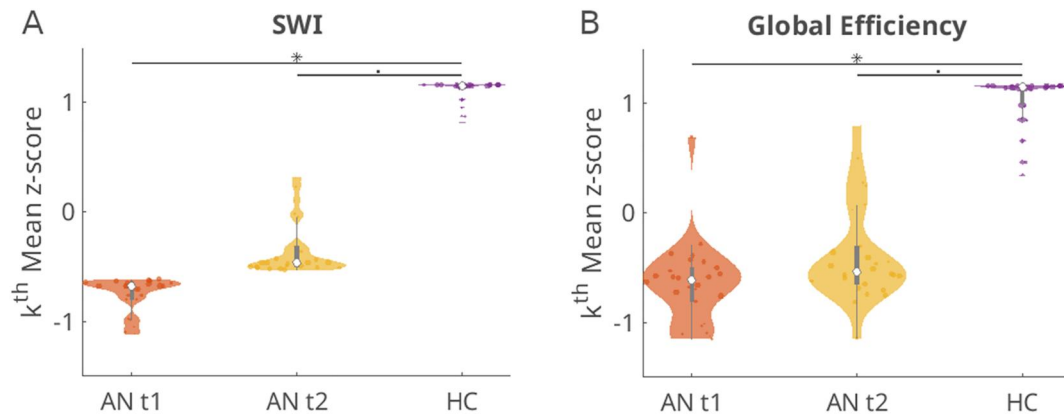 A
SWI
*
.
kth Mean z-score
1
0
-1
AN t1
AN t2
HC
B
Global Efficiency
*
.
kth Mean z-score
1
0
-1
AN t1
AN t2
HC